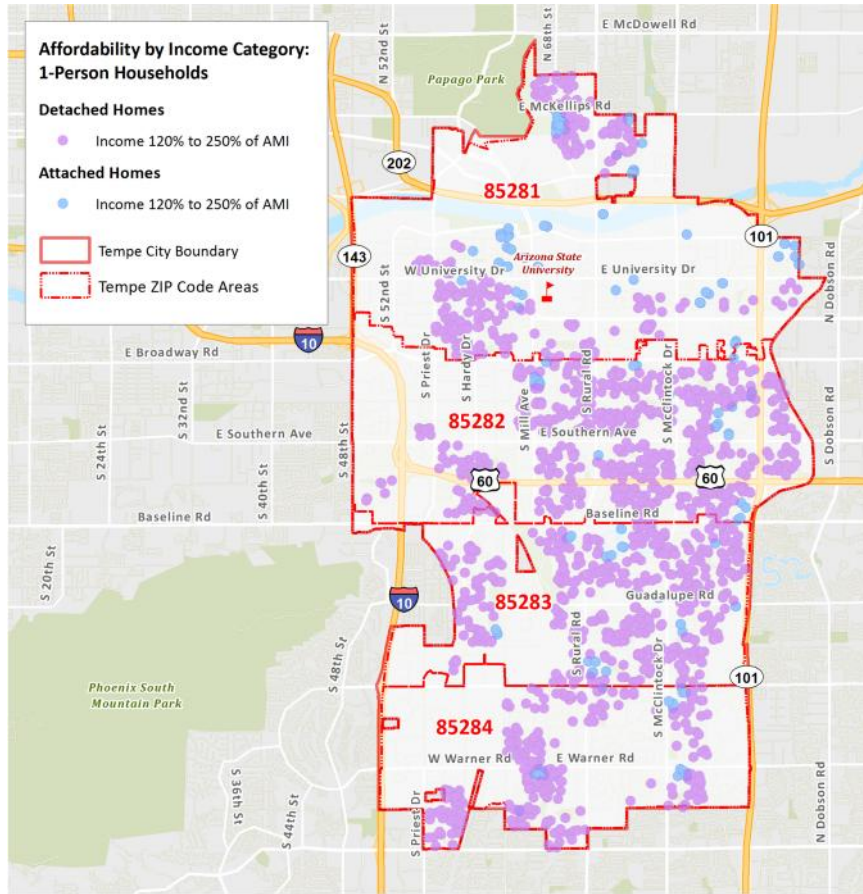 Affordability by Income Category:
1-Person Households
Detached Homes
Income 120% to 250% of AMI
Attached Homes
Income 120% to 250% of AMI
Tempe City Boundary
Tempe ZIP Code Areas
E McDowell Rd
N 52nd St
N 68th St
Papago Park
E McKellips Rd
202
85281
143
101
Arizona State
University
W University Dr
E University Dr
N Dobson Rd
S 52nd St
10
E Broadway Rd
S Priest Dr
S Hardy Dr
S Mill Ave
S Rural Rd
S McClintock Dr
S Dobson Rd
S 32nd St
85282
S 24th St
E Southern Ave
S 40th St
S 48th St
E Southern Ave
60
60
Baseline Rd
Baseline Rd
S 20th St
10
85283
Guadalupe Rd
S Rural Rd
S McClintock Dr
S 48th St
101
Phoenix South
Mountain Park
85284
W Warner Rd
E Warner Rd
S 36th St
S 44th St
S Priest Dr
N Dobson Rd